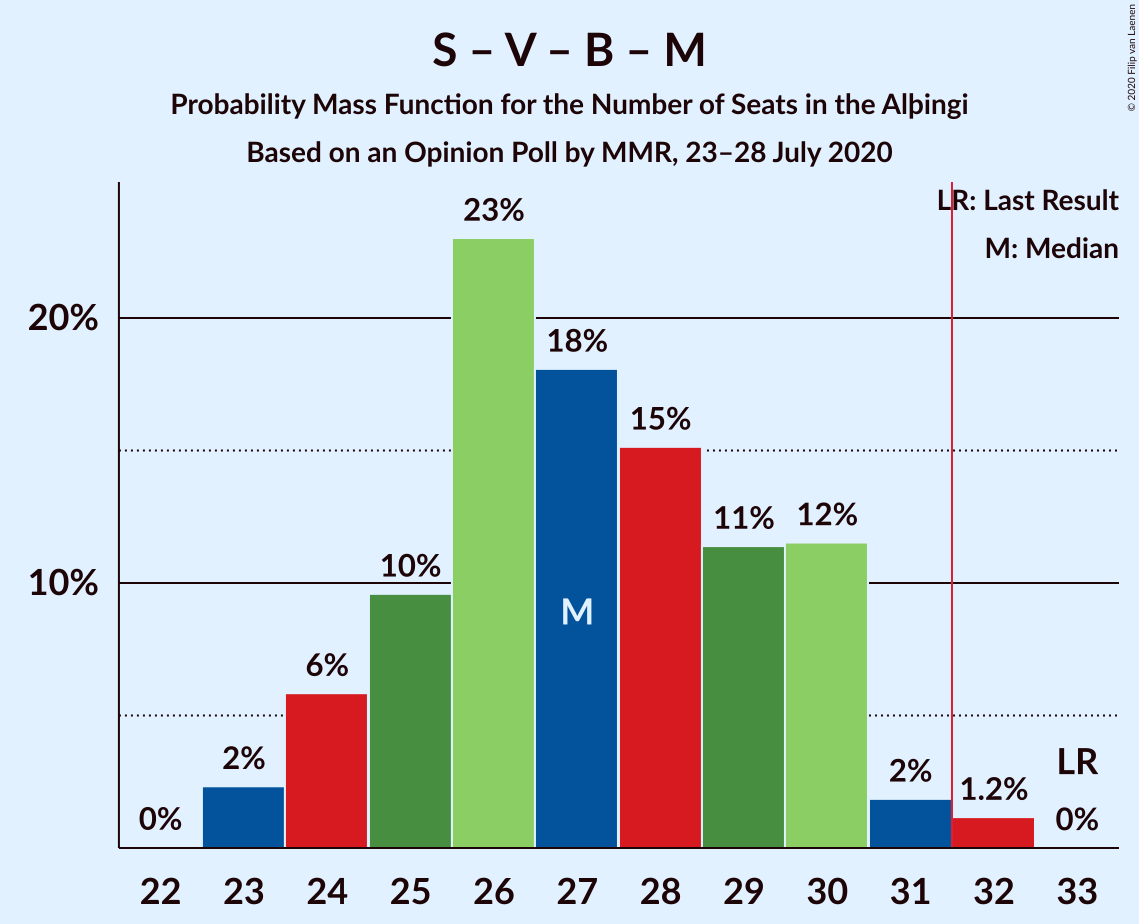 S – V – B – M
Probability Mass Function for the Number of Seats in the Alþingi
Based on an Opinion Poll by MMR, 23–28 July 2020
© 2020 Filip van Laenen
LR: Last Result
M: Median
20%
10%
0%
2%
6%
10%
23%
18%
15%
11%
12%
2%
1.2%
0%
LR
M
22 23 24 25 26 27 28 29 30 31 32 33